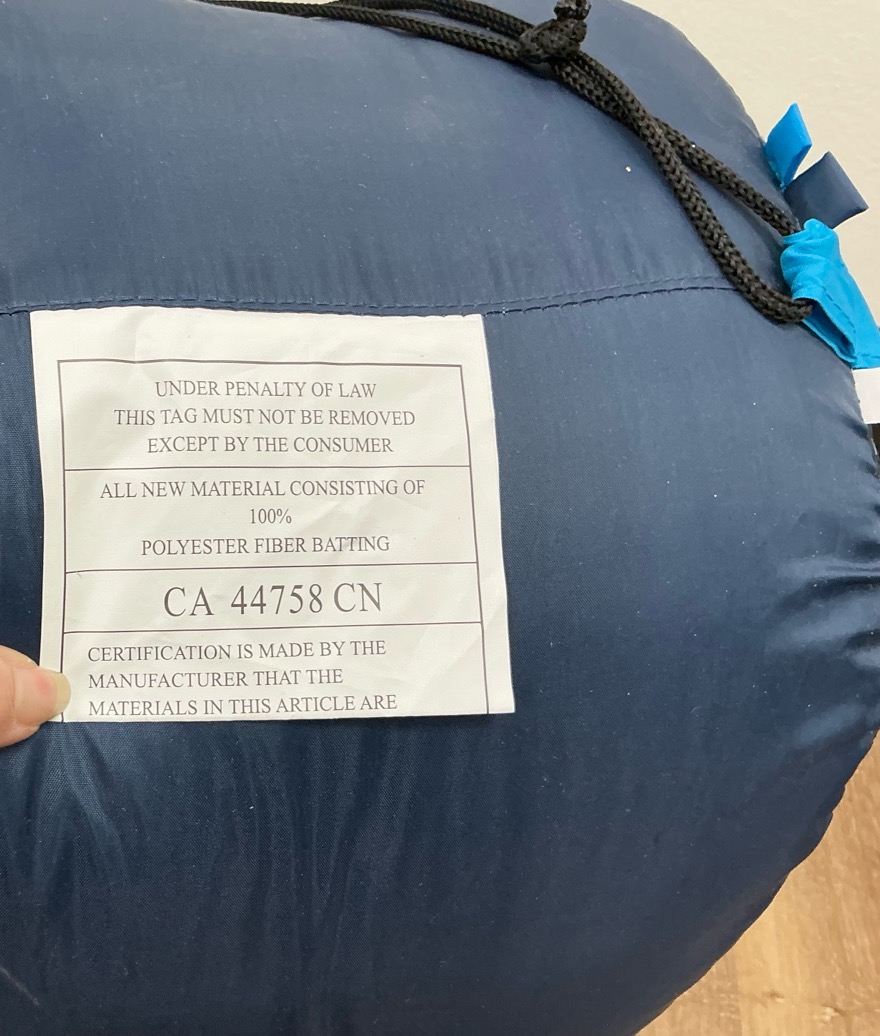 UNDER PENALTY OF LAW
THIS TAG MUST NOT BE REMOVED
EXCEPT BY THE CONSUMER
ALL NEW MATERIAL CONSISTING OF
100%
POLYESTER FIBER BATTING
CA 44758 CN
CERTIFICATION IS MADE BY THE
MANUFACTURER THAT THE
MATERIALS IN THIS ARTICLE ARE